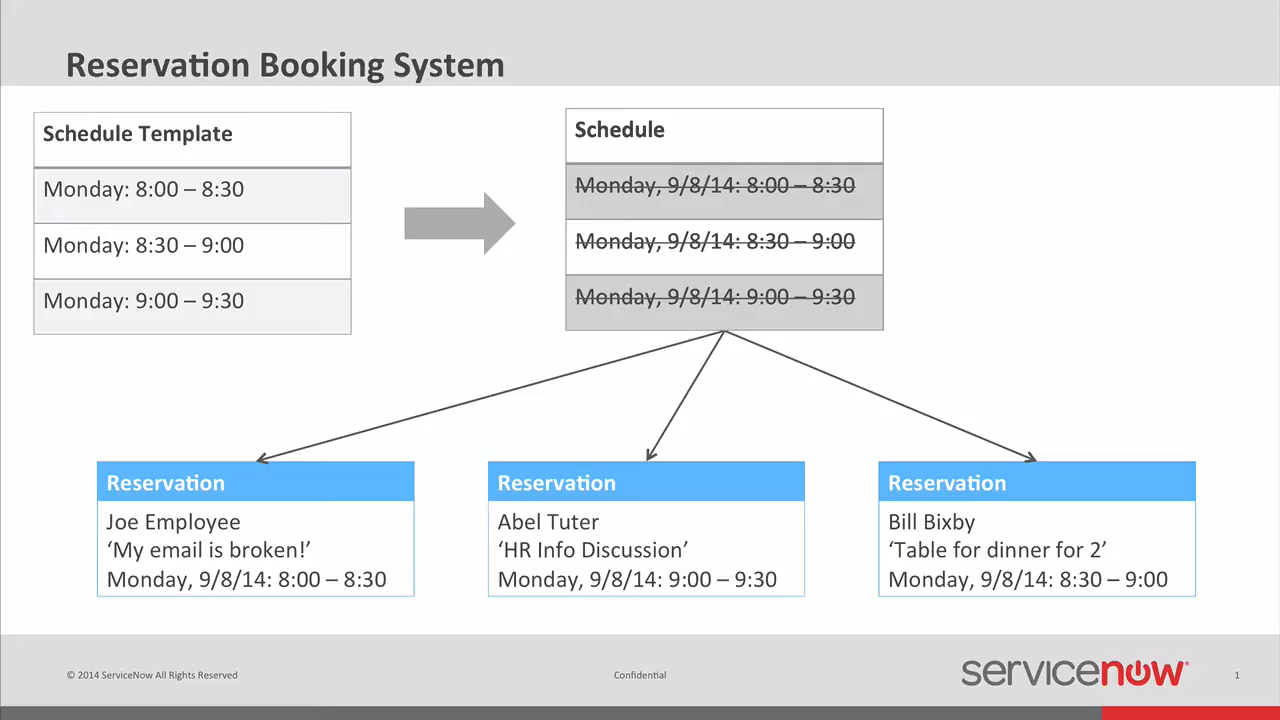 Reservation Booking System
Schedule Template
Monday: 8:00 – 8:30
Monday: 8:30 – 9:00
Monday: 9:00 – 9:30
Schedule
Monday, 9/8/14: 8:00 – 8:30
Monday, 9/8/14: 8:30 – 9:00
Monday, 9/8/14: 9:00 – 9:30
Reservation
Joe Employee
‘My email is broken!’
Monday, 9/8/14: 8:00 – 8:30
Reservation
Abel Tuter
‘HR Info Discussion’
Monday, 9/8/14: 9:00 – 9:30
Reservation
Bill Bixby
‘Table for dinner for 2’
Monday, 9/8/14: 8:30 – 9:00
© 2014 ServiceNow All Rights Reserved
Confidential
servicenow®
1